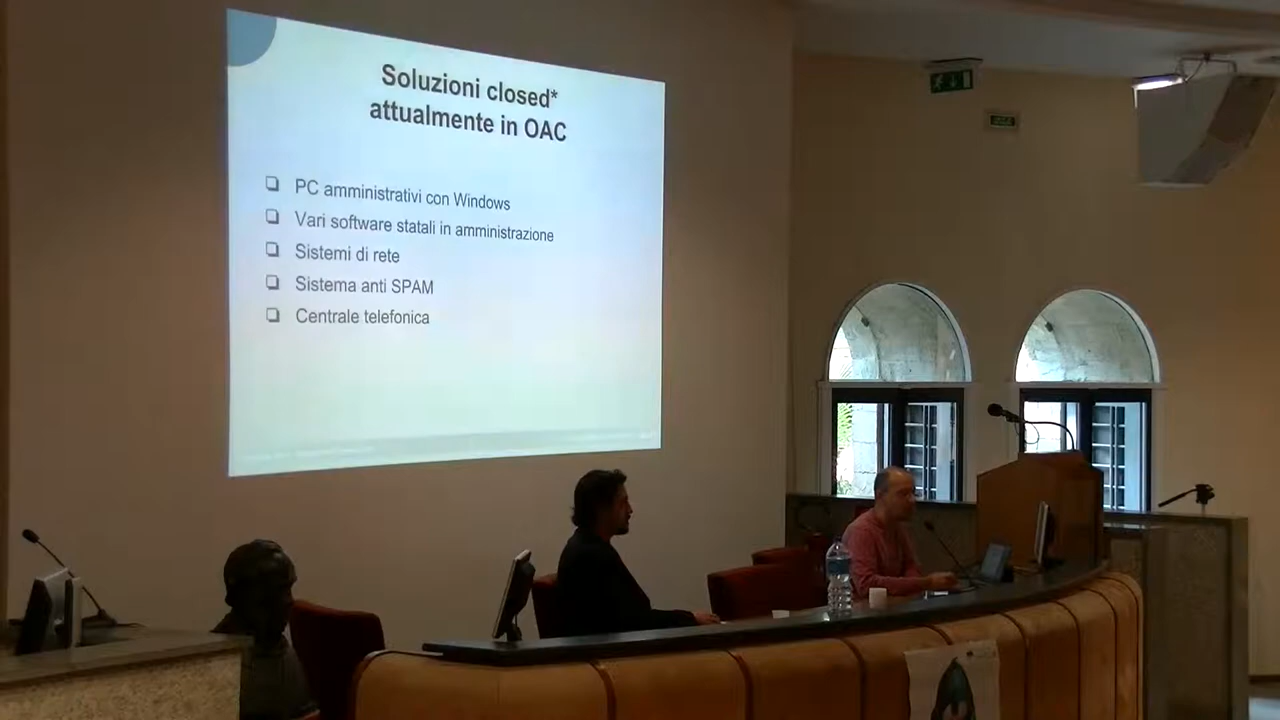 Soluzioni closed*
attualmente in OAC
❑ PC amministrativi con Windows
❑ Vari software statali in amministrazione
❑ Sistemi di rete
❑ Sistema anti SPAM
❑ Centrale telefonica